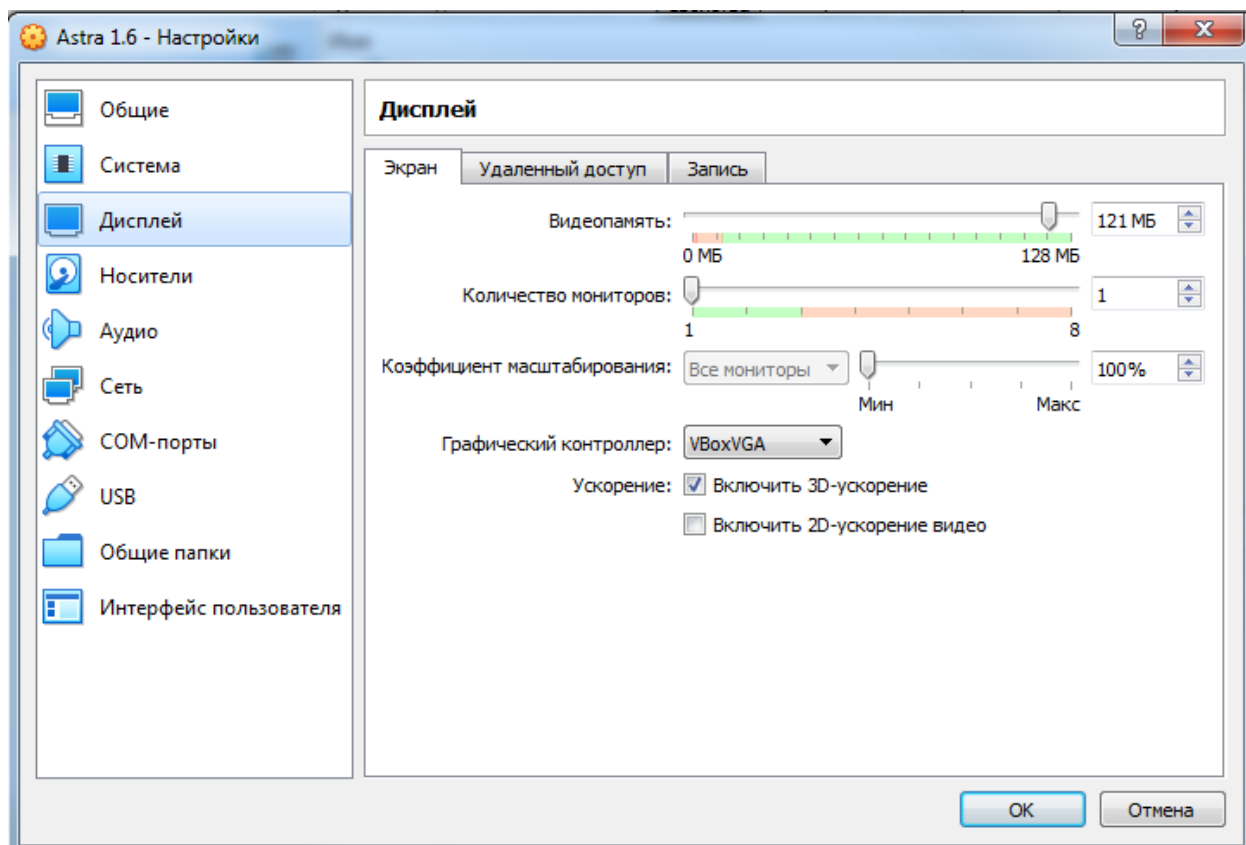 Astra 1.6 - Настройки
Общие
Система
Дисплей
Носители
Аудио
Сеть
COM-порты
USB
Общие папки
Интерфейс пользователя
Дисплей
Экран Удаленный доступ Запись
Видеопамять: 121 МБ
0 МБ 128 МБ
Количество мониторов: 1
1 8
Коэффициент масштабирования: Все мониторы 100%
Мин Макс
Графический контроллер: VBoxVGA
Ускорение: Включить 3D-ускорение
Включить 2D-ускорение видео
OK Отмена